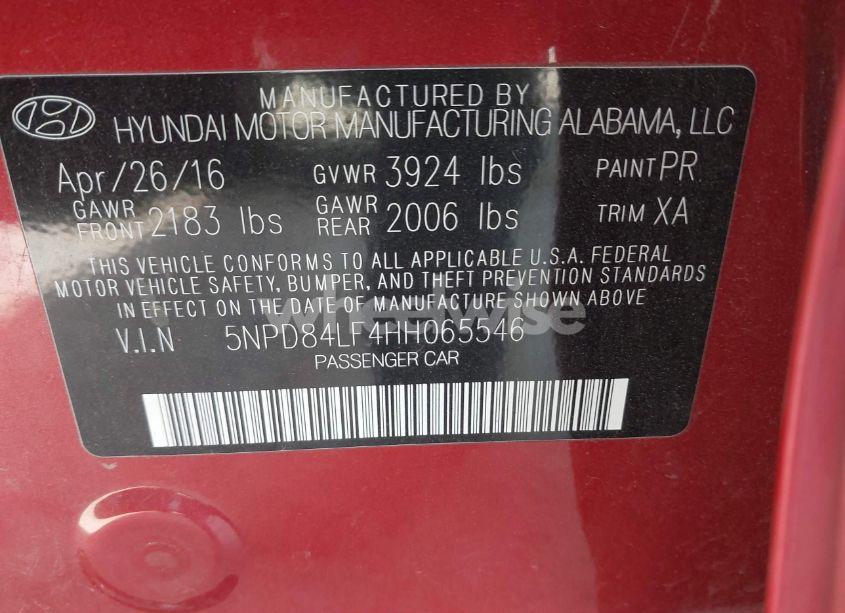 MANUFACTURED BY
HYUNDAI MOTOR MANUFACTURING ALABAMA, LLC
Apr/26/16 GVWR 3924 lbs PAINT PR
GAWR FRONT 2183 lbs GAWR REAR 2006 lbs TRIM XA
THIS VEHICLE CONFORMS TO ALL APPLICABLE U.S.A. FEDERAL
MOTOR VEHICLE SAFETY, BUMPER, AND THEFT PREVENTION STANDARDS
IN EFFECT ON THE DATE OF MANUFACTURE SHOWN ABOVE
wheelwise
V.I.N 5NPD84LF4HH065546
PASSENGER CAR